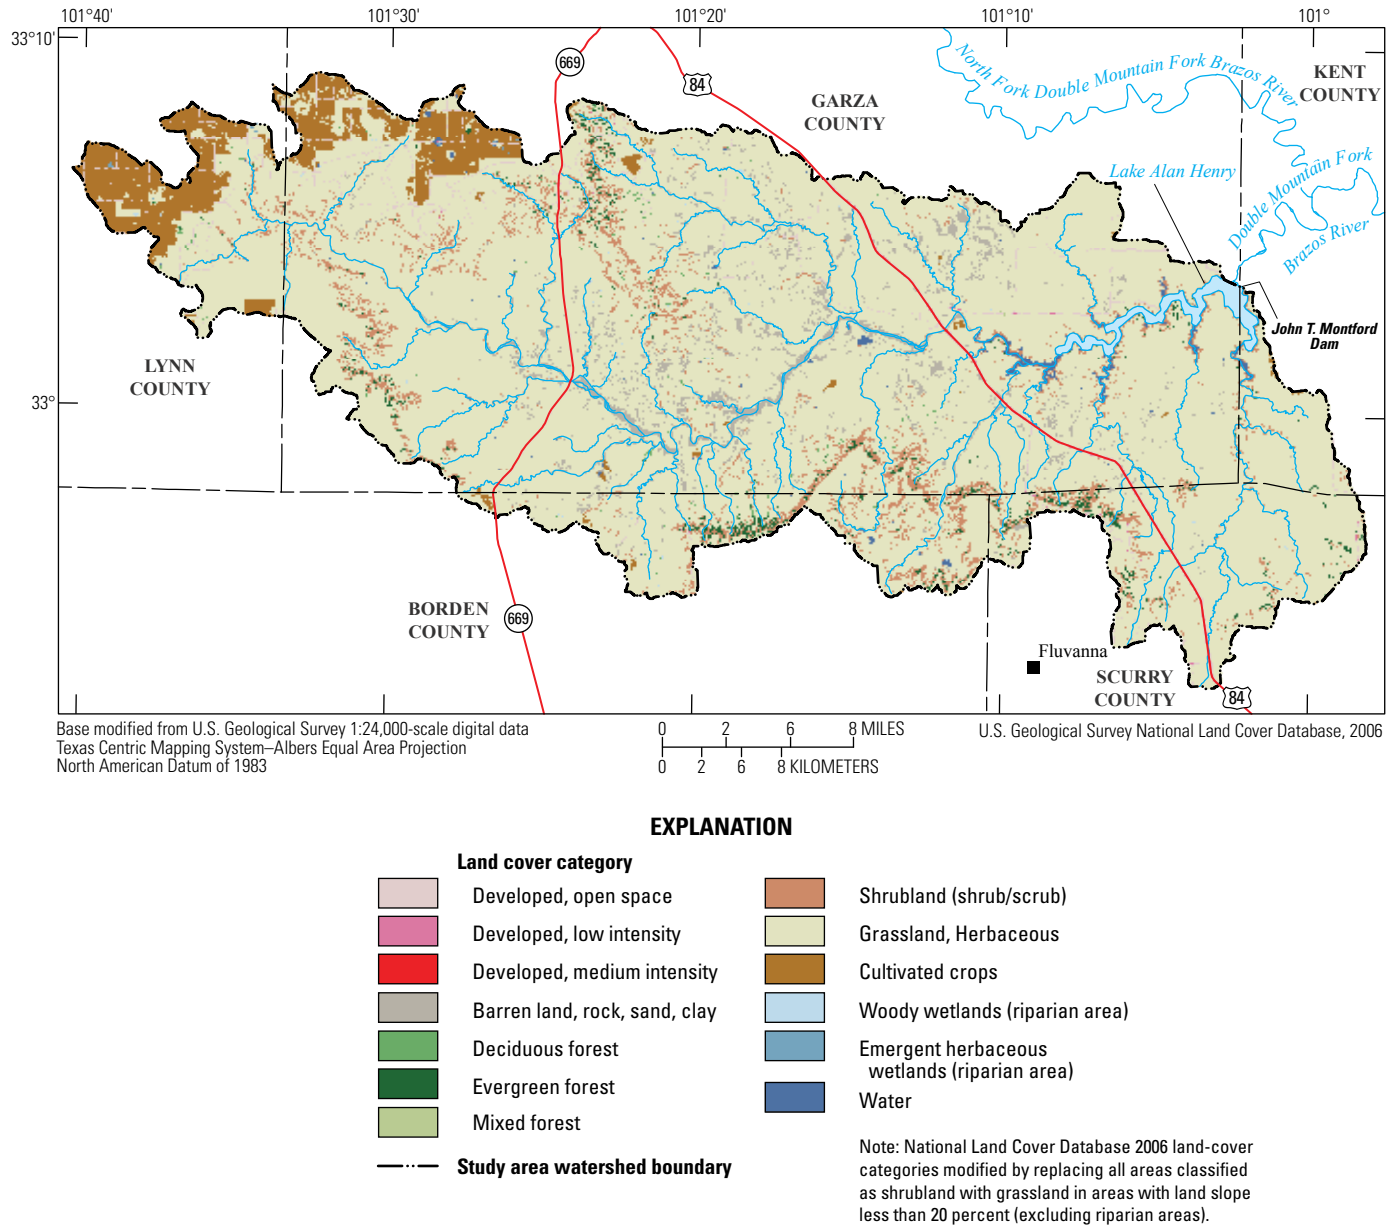 101°40'
101°30'
101°20'
101°10'
101°
33°10'
33°
669
84
GARZA
COUNTY
North Fork Double Mountain Fork Brazos River
KENT
COUNTY
Lake Alan Henry
Double Mountain Fork
Brazos River
John T. Montford
Dam
LYNN
COUNTY
BORDEN
COUNTY
669
Fluvanna
SCURRY
COUNTY
84
Base modified from U.S. Geological Survey 1:24,000-scale digital data
Texas Centric Mapping System–Albers Equal Area Projection
North American Datum of 1983
0 2 6 8 MILES
0 2 6 8 KILOMETERS
U.S. Geological Survey National Land Cover Database, 2006
EXPLANATION
Land cover category
Developed, open space
Developed, low intensity
Developed, medium intensity
Barren land, rock, sand, clay
Deciduous forest
Evergreen forest
Mixed forest
Study area watershed boundary
Shrubland (shrub/scrub)
Grassland, Herbaceous
Cultivated crops
Woody wetlands (riparian area)
Emergent herbaceous
wetlands (riparian area)
Water
Note: National Land Cover Database 2006 land-cover
categories modified by replacing all areas classified
as shrubland with grassland in areas with land slope
less than 20 percent (excluding riparian areas).